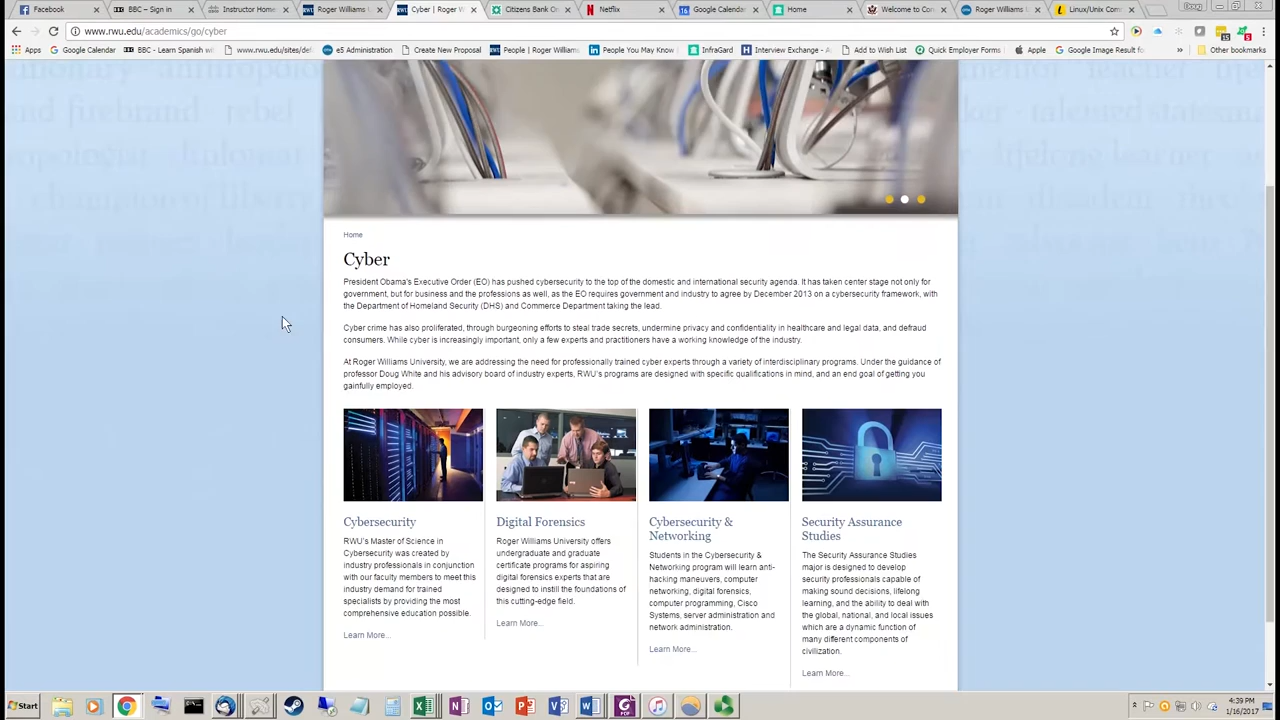 Facebook
BBC – Sign in
Instructor Home
Roger Williams
Cyber | Roger W
Citizens Bank On
Netflix
Google Calenda
Home
Welcome to Con
Roger Williams
Linux/Unix Comm
www.rwu.edu/academics/go/cyber
Apps
Google Calendar
BBC - Learn Spanish wi
www.rwu.edu/sites/def
e5 Administration
Create New Proposal
People | Roger Williams
People You May Know
InfraGard
Interview Exchange - A
Add to Wish List
Quick Employer Forms
Apple
Google Image Result fo
Other bookmarks
Home
Cyber
President Obama's Executive Order (EO) has pushed cybersecurity to the top of the domestic and international security agenda. It has taken center stage not only for
government, but for business and the professions as well, as the EO requires government and industry to agree by December 2013 on a cybersecurity framework, with
the Department of Homeland Security (DHS) and Commerce Department taking the lead.
Cyber crime has also proliferated, through burgeoning efforts to steal trade secrets, undermine privacy and confidentiality in healthcare and legal data, and defraud
consumers. While cyber is increasingly important, only a few experts and practitioners have a working knowledge of the industry.
At Roger Williams University, we are addressing the need for professionally trained cyber experts through a variety of interdisciplinary programs. Under the guidance of
professor Doug White and his advisory board of industry experts, RWU's programs are designed with specific qualifications in mind, and an end goal of getting you
gainfully employed.
Cybersecurity
RWU's Master of Science in
Cybersecurity was created by
industry professionals in conjunction
with our faculty members to meet this
industry demand for trained
specialists by providing the most
comprehensive education possible.
Learn More...
Digital Forensics
Roger Williams University offers
undergraduate and graduate
certificate programs for aspiring
digital forensics experts that are
designed to instill the foundations of
this cutting-edge field.
Learn More...
Cybersecurity &
Networking
Students in the Cybersecurity &
Networking program will learn anti-
hacking maneuvers, computer
networking, digital forensics,
computer programming, Cisco
Systems, server administration and
network administration.
Learn More...
Security Assurance
Studies
The Security Assurance Studies
major is designed to develop
security professionals capable of
making sound decisions, lifelong
learning, and the ability to deal with
the global, national, and local issues
which are a dynamic function of
many different components of
civilization.
Learn More...
Start
4:39 PM
1/16/2017